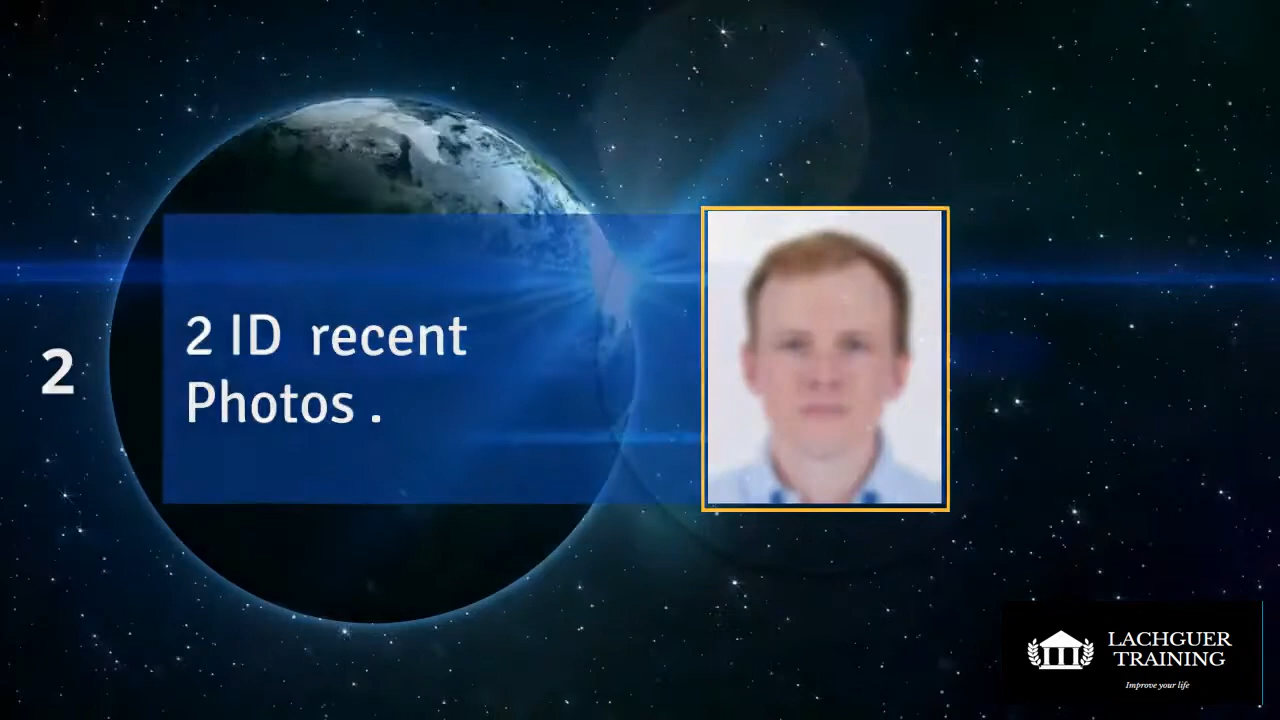 2
2 ID recent
Photos .
LACHGUER
TRAINING
Improve your life